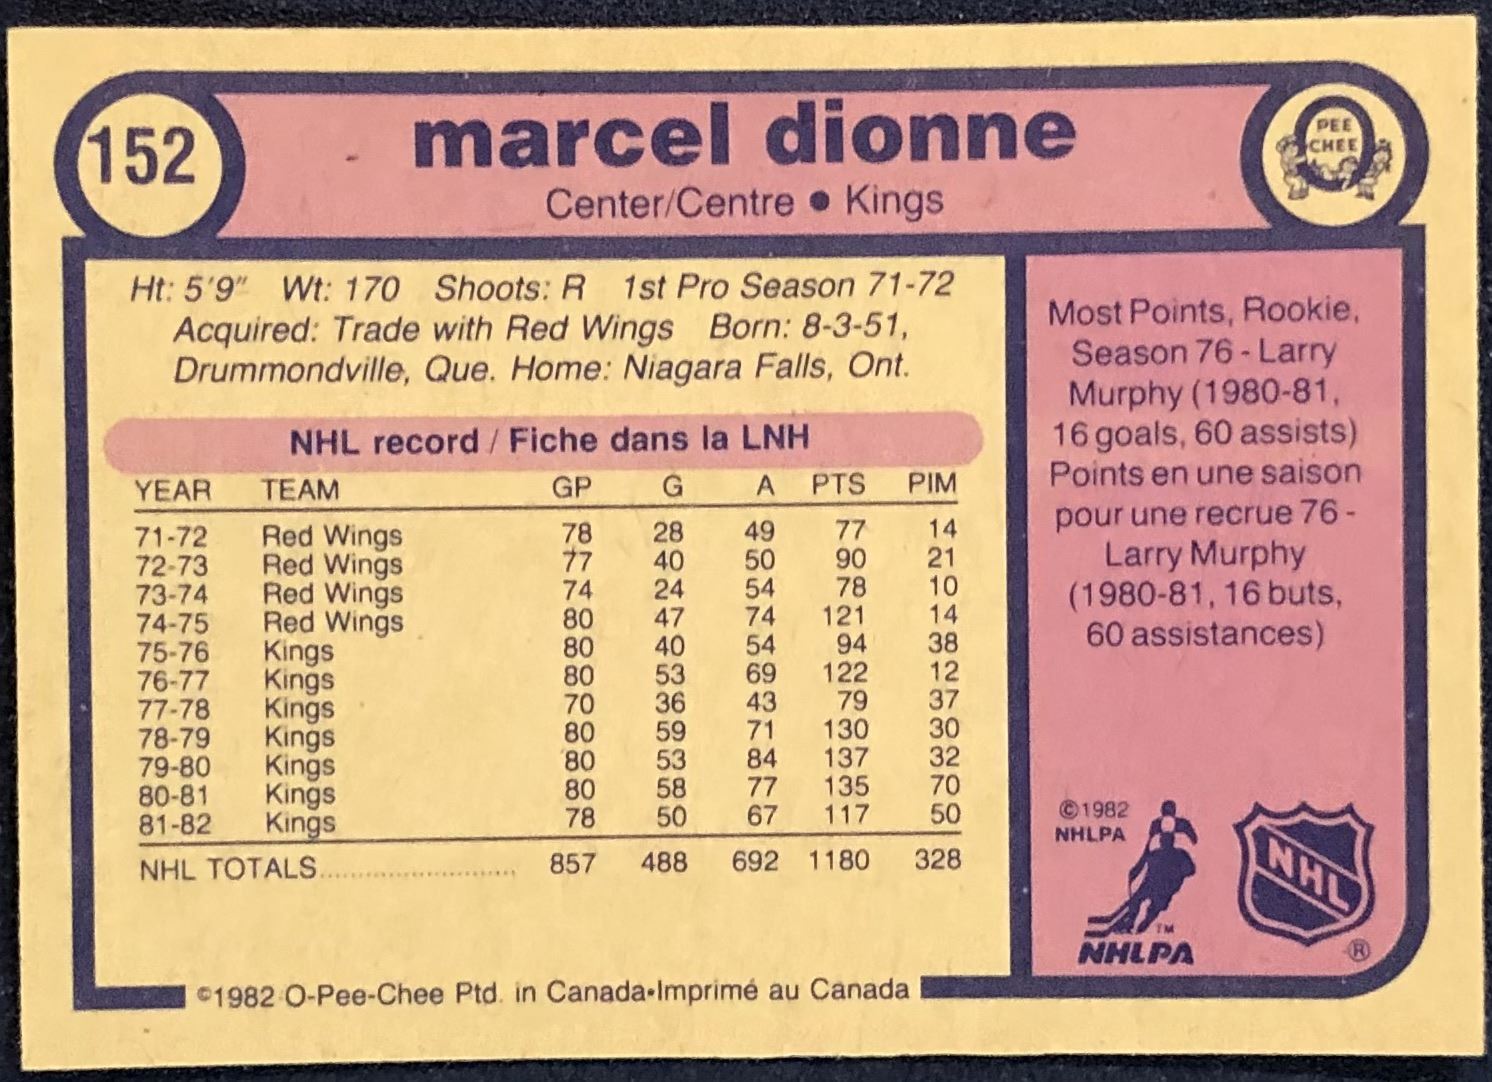 152
marcel dionne
Center/Centre • Kings
O
PEE
CHEE
Ht: 5'9" Wt: 170 Shoots: R 1st Pro Season 71-72
Acquired: Trade with Red Wings Born: 8-3-51,
Drummondville, Que. Home: Niagara Falls, Ont.
NHL record / Fiche dans la LNH
YEAR TEAM GP G A PTS PIM
71-72 Red Wings 78 28 49 77 14
72-73 Red Wings 77 40 50 90 21
73-74 Red Wings 74 24 54 78 10
74-75 Red Wings 80 47 74 121 14
75-76 Kings 80 40 54 94 38
76-77 Kings 80 53 69 122 12
77-78 Kings 70 36 43 79 37
78-79 Kings 80 59 71 130 30
79-80 Kings 80 53 84 137 32
80-81 Kings 80 58 77 135 70
81-82 Kings 78 50 67 117 50
NHL TOTALS.......................... 857 488 692 1180 328
Most Points, Rookie,
Season 76 - Larry
Murphy (1980-81,
16 goals, 60 assists)
Points en une saison
pour une recrue 76 -
Larry Murphy
(1980-81, 16 buts,
60 assistances)
©1982
NHLPA
TM
NHLPA
NHL
®
©1982 O-Pee-Chee Ptd. in Canada•Imprimé au Canada